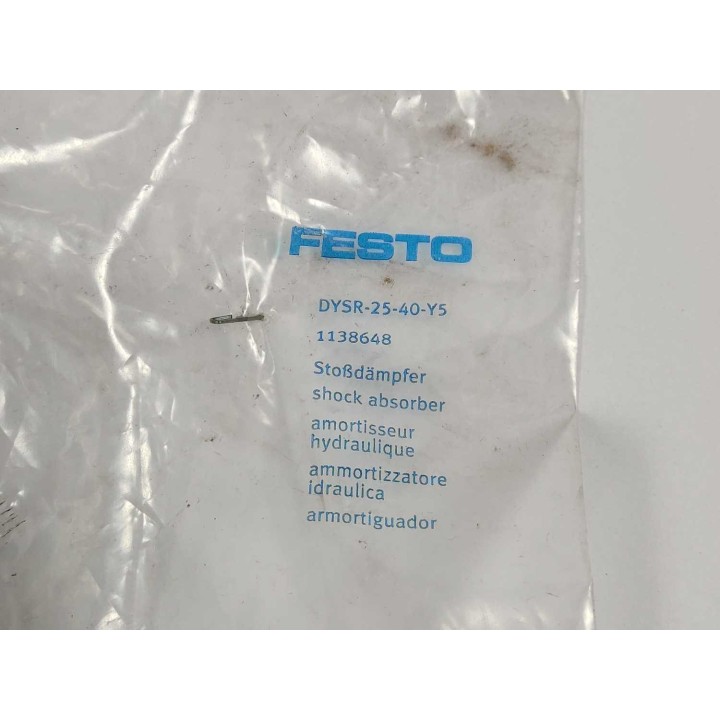 FESTO
DYSR-25-40-Y5
1138648
Stoßdämpfer
shock absorber
amortisseur
hydraulique
ammortizzatore
idraulica
armortiguador